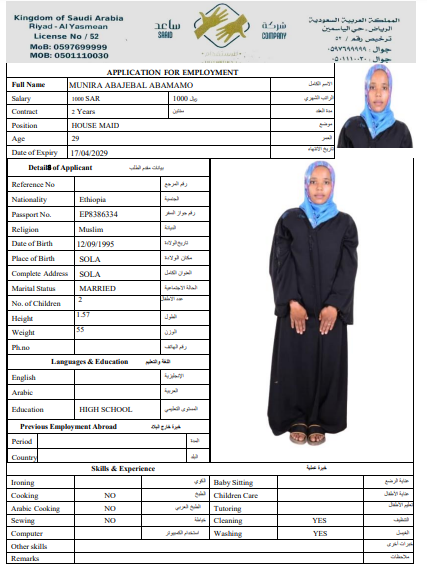 Kingdom of Saudi Arabia
Riyad - Al Yasmean
License No / 52
MoB: 0597699999
MOB: 0501110030
ساعد شركة
SAAID COMPANY
المملكة العربية السعودية
الرياض - حي الياسمين
ترخيص رقم / ٥٢
جوال : ٠٥٩٧٦٩٩٩٩٩
جوال : ٠٥٠١١١٠٠٣٠
APPLICATION FOR EMPLOYMENT
Full Name MUNIRA ABAJEBAL ABAMAMO الاسم الكامل
Salary 1000 SAR 1000 ريال الراتب الشهري
Contract 2 Years سنتين مدة العقد
Position HOUSE MAID موضع
Age 29 العمر
Date of Expiry 17/04/2029 تاريخ الانتهاء
Details of Applicant بيانات مقدم الطلب
Reference No رقم المرجع
Nationality Ethiopia الجنسية
Passport No. EP8386334 رقم جواز السفر
Religion Muslim الديانة
Date of Birth 12/09/1995 تاريخ الولادة
Place of Birth SOLA مكان الولادة
Complete Address SOLA العنوان الكامل
Marital Status MARRIED الحالة الاجتماعية
No. of Children 2 عدد الأطفال
Height 1.57 الطول
Weight 55 الوزن
Ph.no رقم الهاتف
Languages & Education اللغة والتعليم
English الإنجليزية
Arabic العربية
Education HIGH SCHOOL المستوى التعليمي
Previous Employment Abroad خبرة خارج البلاد
Period المدة
Country البلد
Skills & Experience خبرة عملية
Ironing الكوي Baby Sitting عناية الرضع
Cooking NO الطبخ Children Care عناية الأطفال
Arabic Cooking NO الطبخ العربي Tutoring تعليم الأطفال
Sewing NO خياطة Cleaning YES التنظيف
Computer استخدام الكمبيوتر Washing YES الغسيل
Other skills خبرات أخرى
Remarks ملاحظات